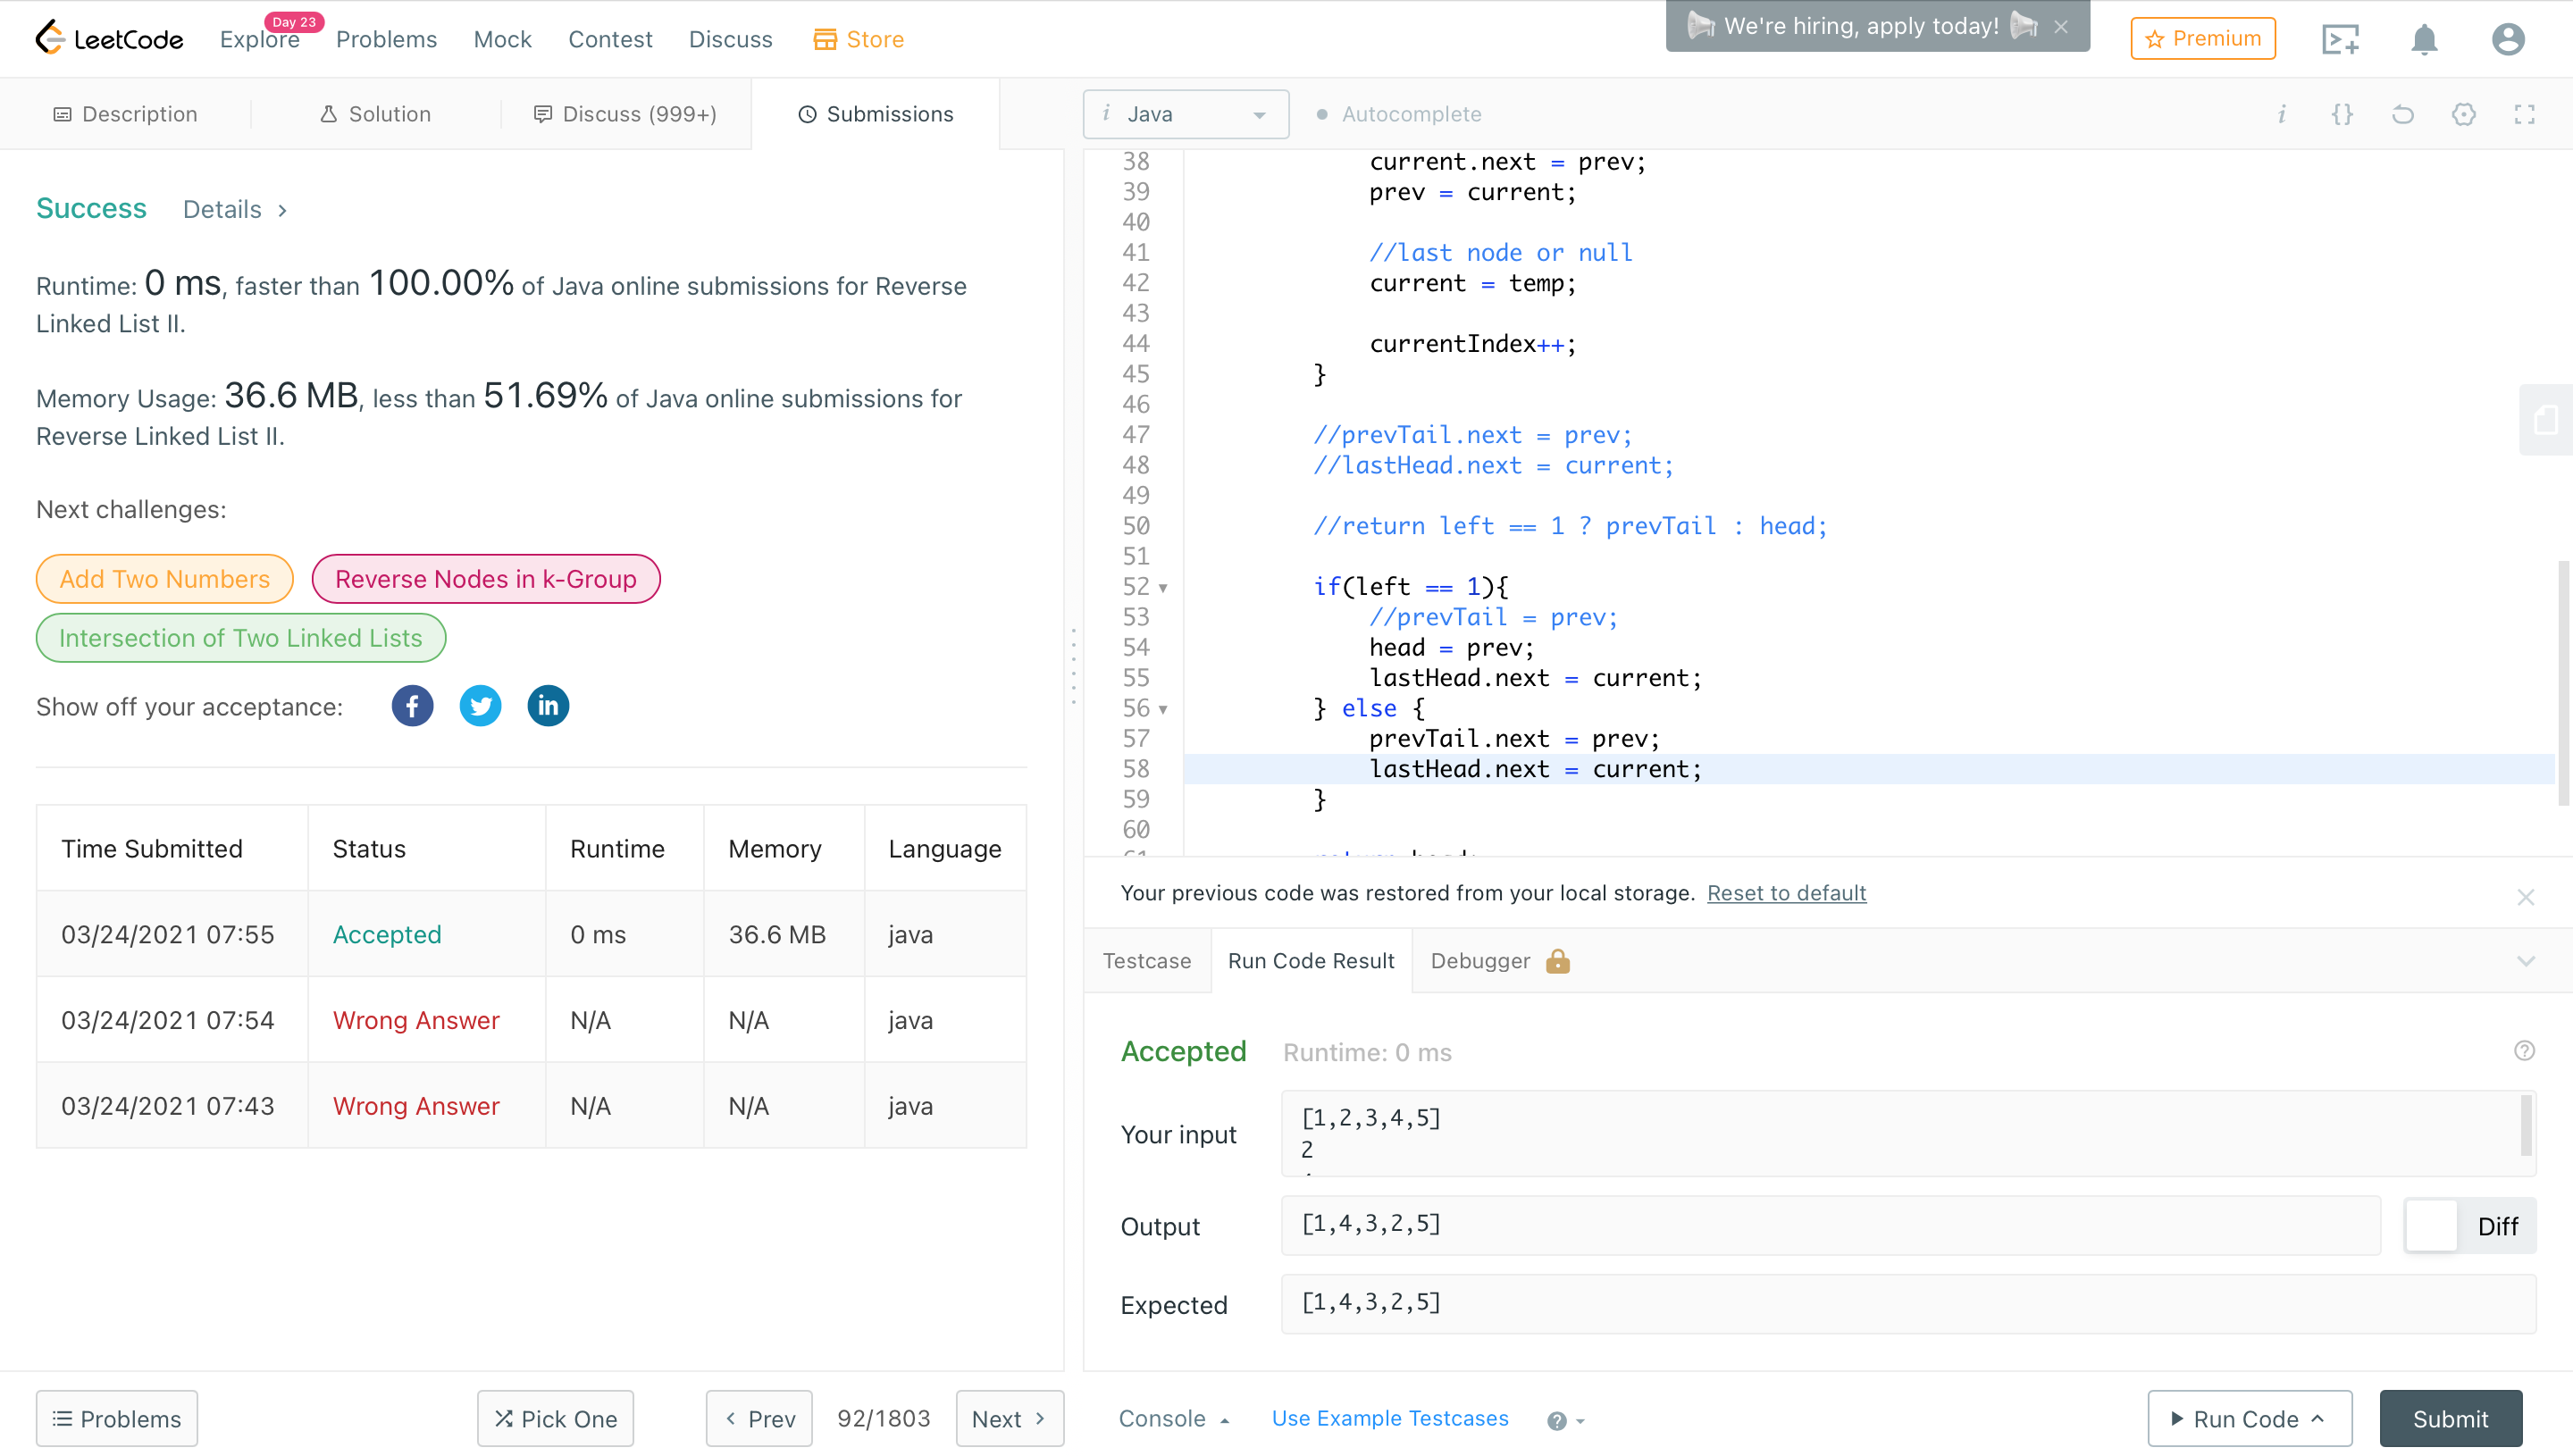 LeetCode
Explore
Day 23
Problems
Mock
Contest
Discuss
Store
We're hiring, apply today!
Premium
Description
Solution
Discuss (999+)
Submissions
Success
Details
Runtime: 0 ms, faster than 100.00% of Java online submissions for Reverse
Linked List II.
Memory Usage: 36.6 MB, less than 51.69% of Java online submissions for
Reverse Linked List II.
Next challenges:
Add Two Numbers
Reverse Nodes in k-Group
Intersection of Two Linked Lists
Show off your acceptance:
Time Submitted Status Runtime Memory Language
03/24/2021 07:55 Accepted 0 ms 36.6 MB java
03/24/2021 07:54 Wrong Answer N/A N/A java
03/24/2021 07:43 Wrong Answer N/A N/A java
Problems
Pick One
Prev
92/1803
Next
i Java
Autocomplete
38 current.next = prev;
39 prev = current;
40
41 //last node or null
42 current = temp;
43
44 currentIndex++;
45 }
46
47 //prevTail.next = prev;
48 //lastHead.next = current;
49
50 //return left == 1 ? prevTail : head;
51
52 if(left == 1){
53 //prevTail = prev;
54 head = prev;
55 lastHead.next = current;
56 } else {
57 prevTail.next = prev;
58 lastHead.next = current;
59 }
60
Your previous code was restored from your local storage. Reset to default
Testcase
Run Code Result
Debugger
Accepted
Runtime: 0 ms
Your input
[1,2,3,4,5]
2
Output
[1,4,3,2,5]
Diff
Expected
[1,4,3,2,5]
Console
Use Example Testcases
Run Code
Submit